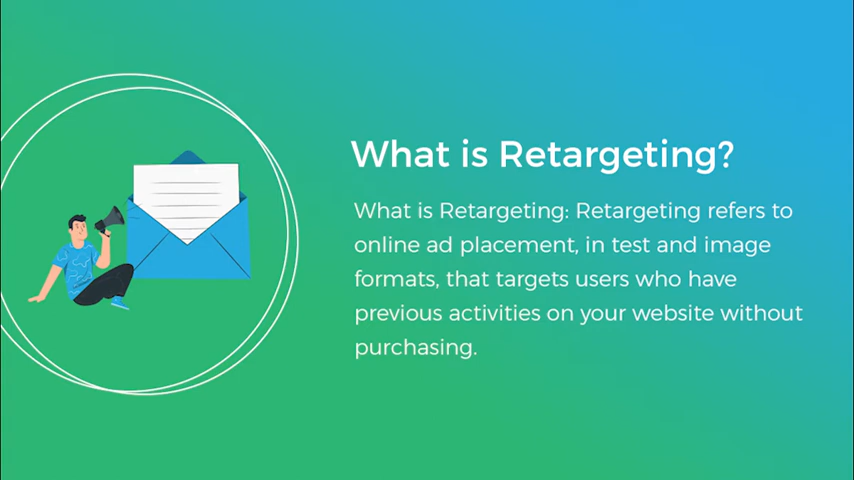 What is Retargeting?
What is Retargeting: Retargeting refers to
online ad placement, in test and image
formats, that targets users who have
previous activities on your website without
purchasing.